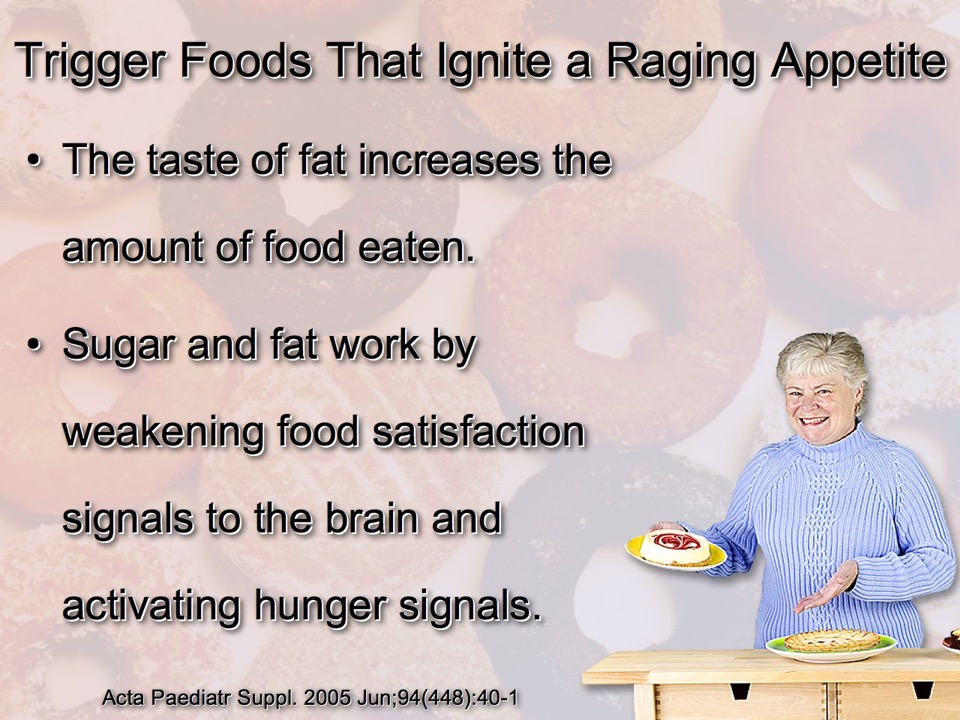 Trigger Foods That Ignite a Raging Appetite
• The taste of fat increases the
amount of food eaten.
• Sugar and fat work by
weakening food satisfaction
signals to the brain and
activating hunger signals.
Acta Paediatr Suppl. 2005 Jun;94(448):40-1